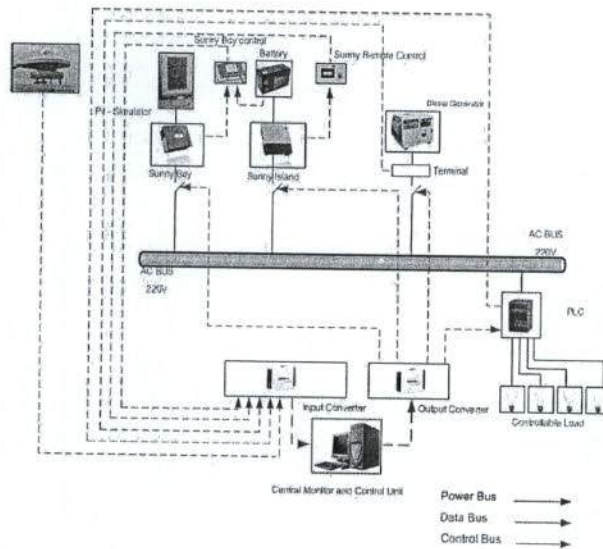 Sunny Boy control
Battery
Sunny Remote Control
PV - Simulator
Diesel Generator
Sunny Boy
Sunny Island
Terminal
AC BUS
220V
AC BUS
220V
PLC
Input Converter
Output Converter
Controllable Load
Central Monitor and Control Unit
Power Bus
Data Bus
Control Bus